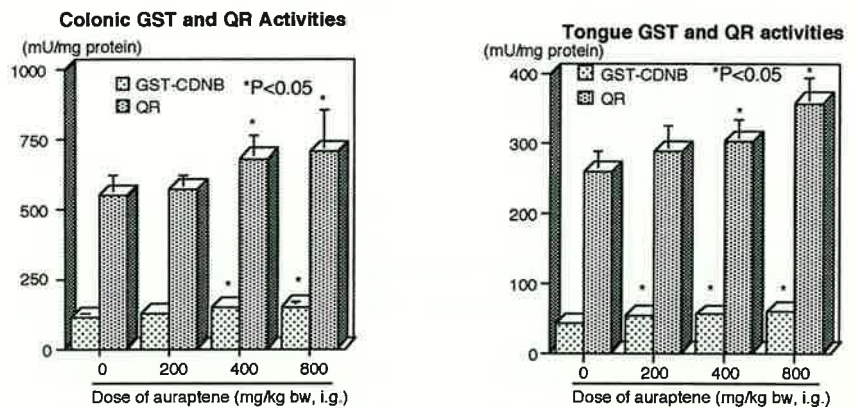 Colonic GST and QR Activities
(mU/mg protein)
1000
750
500
250
0
GST-CDNB
*P<0.05
QR
*
*
*
*
0 200 400 800
Dose of auraptene (mg/kg bw, i.g.)
Tongue GST and QR activities
(mU/mg protein)
400
300
200
100
0
GST-CDNB
*P<0.05
QR
*
*
*
*
*
0 200 400 800
Dose of auraptene (mg/kg bw, i.g.)